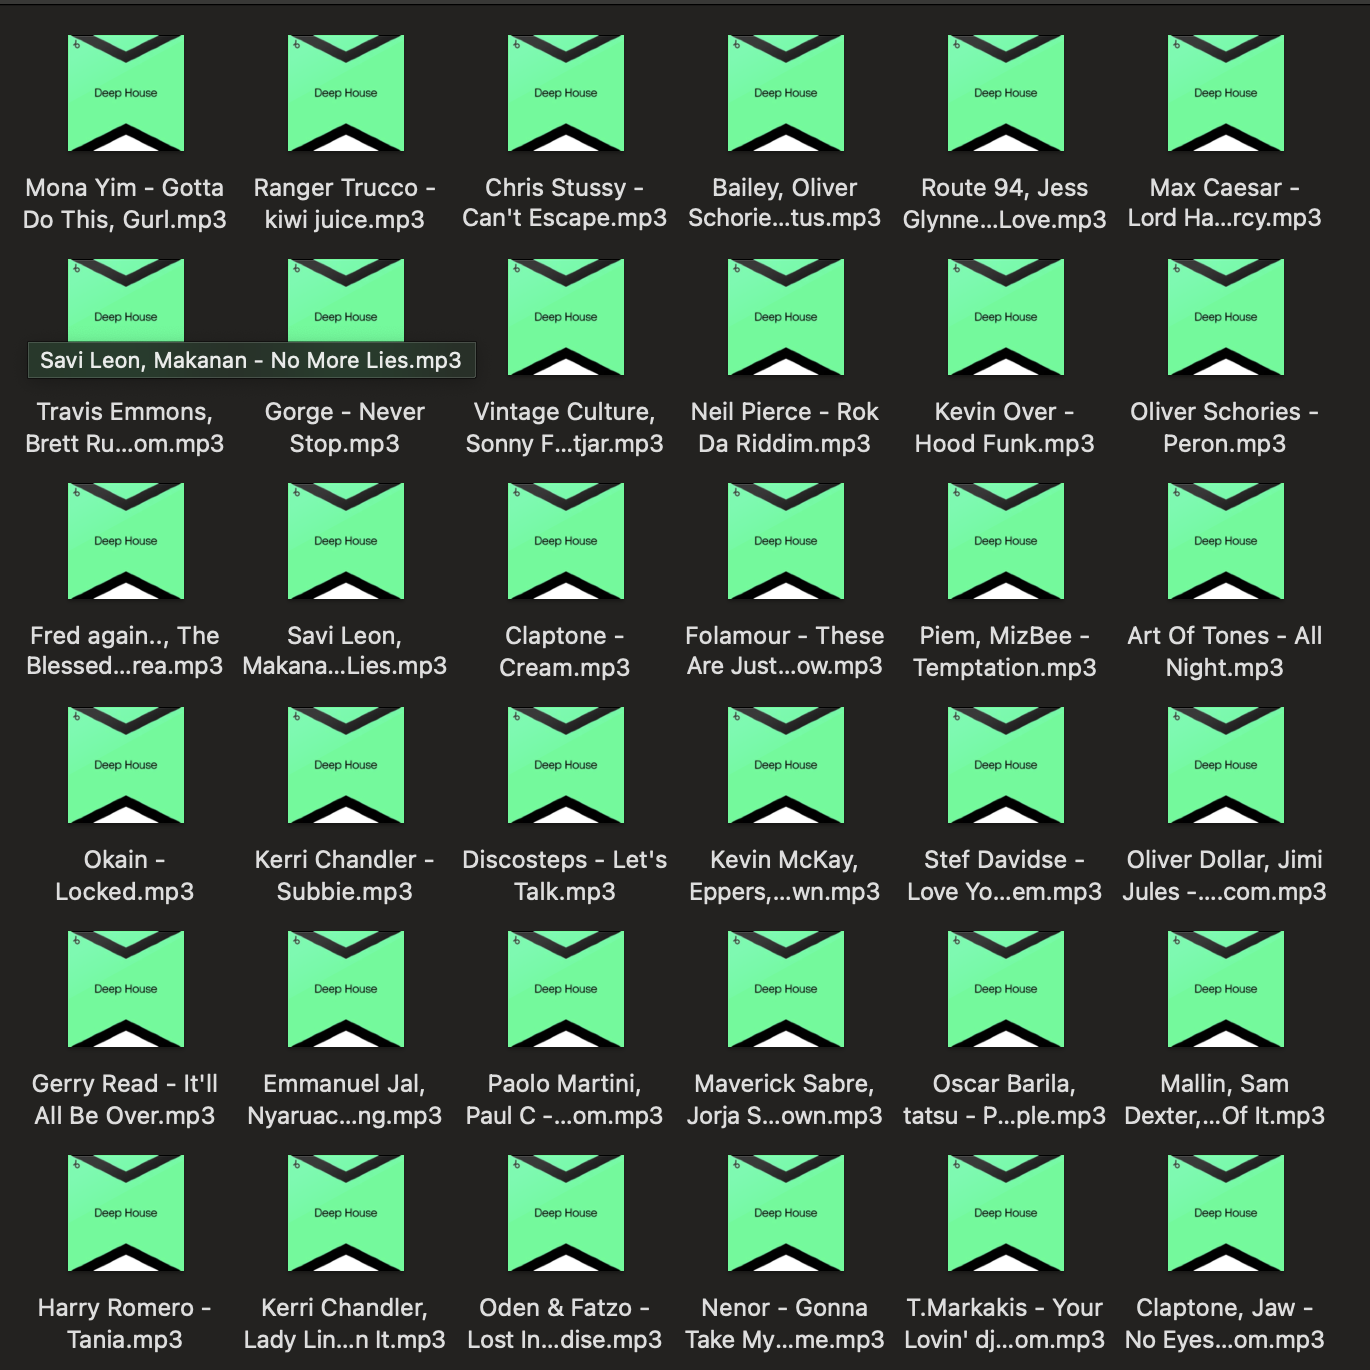 Deep House
Deep House
Deep House
Deep House
Deep House
Deep House
Mona Yim - Gotta
Do This, Gurl.mp3
Ranger Trucco -
kiwi juice.mp3
Chris Stussy -
Can't Escape.mp3
Bailey, Oliver
Schorie...tus.mp3
Route 94, Jess
Glynne...Love.mp3
Max Caesar -
Lord Ha...rcy.mp3
Deep House
Deep House
Deep House
Deep House
Deep House
Deep House
Savi Leon, Makanan - No More Lies.mp3
Travis Emmons,
Brett Ru...om.mp3
Gorge - Never
Stop.mp3
Vintage Culture,
Sonny F...tjar.mp3
Neil Pierce - Rok
Da Riddim.mp3
Kevin Over -
Hood Funk.mp3
Oliver Schories -
Peron.mp3
Deep House
Deep House
Deep House
Deep House
Deep House
Deep House
Fred again.., The
Blessed...rea.mp3
Savi Leon,
Makana...Lies.mp3
Claptone -
Cream.mp3
Folamour - These
Are Just...ow.mp3
Piem, MizBee -
Temptation.mp3
Art Of Tones - All
Night.mp3
Deep House
Deep House
Deep House
Deep House
Deep House
Deep House
Okain -
Locked.mp3
Kerri Chandler -
Subbie.mp3
Discosteps - Let's
Talk.mp3
Kevin McKay,
Eppers,...wn.mp3
Stef Davidse -
Love Yo...em.mp3
Oliver Dollar, Jimi
Jules -....com.mp3
Deep House
Deep House
Deep House
Deep House
Deep House
Deep House
Gerry Read - It'll
All Be Over.mp3
Emmanuel Jal,
Nyaruac...ng.mp3
Paolo Martini,
Paul C -...om.mp3
Maverick Sabre,
Jorja S...own.mp3
Oscar Barila,
tatsu - P...ple.mp3
Mallin, Sam
Dexter,...Of It.mp3
Deep House
Deep House
Deep House
Deep House
Deep House
Deep House
Harry Romero -
Tania.mp3
Kerri Chandler,
Lady Lin...n It.mp3
Oden & Fatzo -
Lost In...dise.mp3
Nenor - Gonna
Take My...me.mp3
T.Markakis - Your
Lovin' dj...om.mp3
Claptone, Jaw -
No Eyes...om.mp3